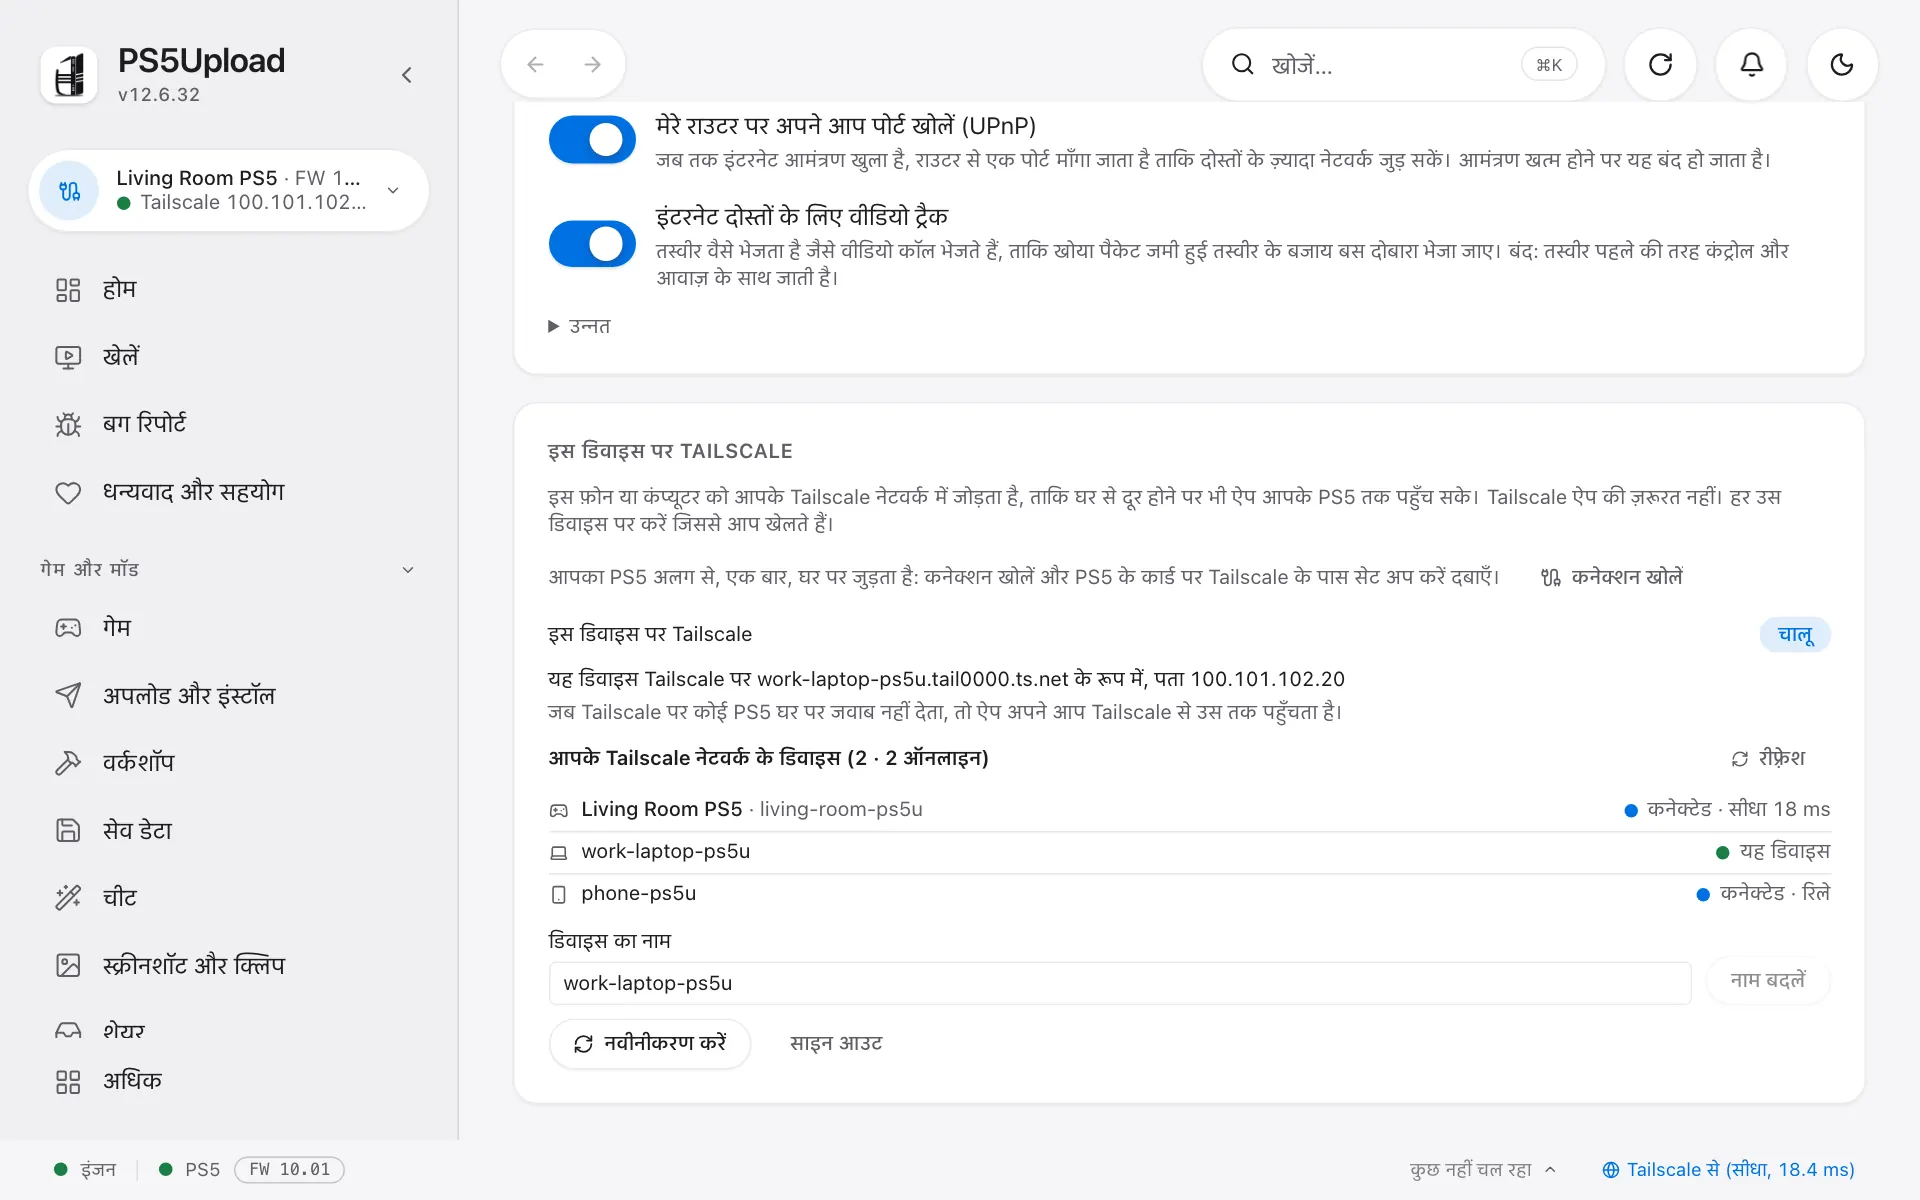 PS5Upload
v12.6.32
Living Room PS5 · FW 1...
Tailscale 100.101.102...
होम
खेलें
बग रिपोर्ट
धन्यवाद और सहयोग
गेम और मॉड
गेम
अपलोड और इंस्टॉल
वर्कशॉप
सेव डेटा
चीट
स्क्रीनशॉट और क्लिप
शेयर
अधिक
खोजें...
⌘K
मेरे राउटर पर अपने आप पोर्ट खोलें (UPnP)
जब तक इंटरनेट आमंत्रण खुला है, राउटर से एक पोर्ट माँगा जाता है ताकि दोस्तों के ज़्यादा नेटवर्क जुड़ सकें। आमंत्रण खत्म होने पर यह बंद हो जाता है।
इंटरनेट दोस्तों के लिए वीडियो ट्रैक
तस्वीर वैसे भेजता है जैसे वीडियो कॉल भेजते हैं, ताकि खोया पैकेट जमी हुई तस्वीर के बजाय बस दोबारा भेजा जाए। बंद: तस्वीर पहले की तरह कंट्रोल और
आवाज़ के साथ जाती है।
उन्नत
इस डिवाइस पर TAILSCALE
इस फ़ोन या कंप्यूटर को आपके Tailscale नेटवर्क में जोड़ता है, ताकि घर से दूर होने पर भी ऐप आपके PS5 तक पहुँच सके। Tailscale ऐप की ज़रूरत नहीं। हर उस
डिवाइस पर करें जिससे आप खेलते हैं।
आपका PS5 अलग से, एक बार, घर पर जुड़ता है: कनेक्शन खोलें और PS5 के कार्ड पर Tailscale के पास सेट अप करें दबाएँ।
कनेक्शन खोलें
इस डिवाइस पर Tailscale
चालू
यह डिवाइस Tailscale पर work-laptop-ps5u.tail0000.ts.net के रूप में, पता 100.101.102.20
जब Tailscale पर कोई PS5 घर पर जवाब नहीं देता, तो ऐप अपने आप Tailscale से उस तक पहुँचता है।
आपके Tailscale नेटवर्क के डिवाइस (2 · 2 ऑनलाइन)
रीफ़्रेश
Living Room PS5 · living-room-ps5u
कनेक्टेड · सीधा 18 ms
work-laptop-ps5u
यह डिवाइस
phone-ps5u
कनेक्टेड · रिले
डिवाइस का नाम
work-laptop-ps5u
नाम बदलें
नवीनीकरण करें
साइन आउट
इंजन
PS5
FW 10.01
कुछ नहीं चल रहा
Tailscale से (सीधा, 18.4 ms)